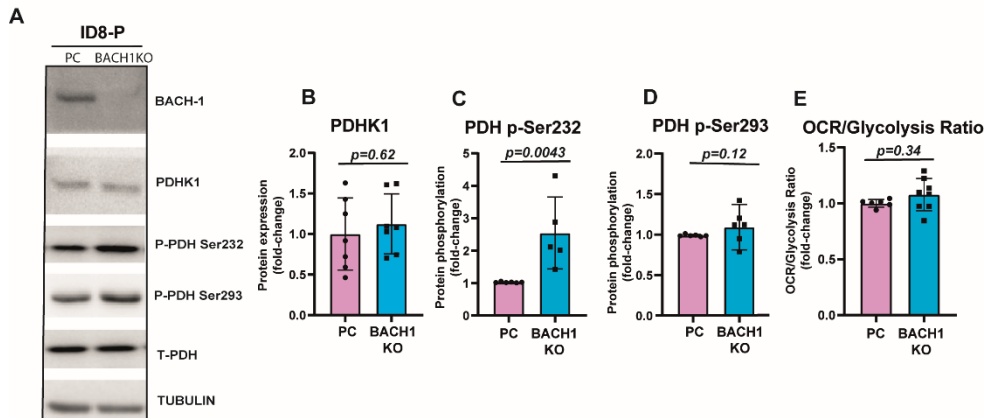 A
ID8-P
PC BACH1KO
BACH-1
PDHK1
P-PDH Ser232
P-PDH Ser293
T-PDH
TUBULIN
B
PDHK1
p=0.62
Protein expression
(fold-change)
2.0
1.5
1.0
0.5
0.0
PC BACH1
KO
C
PDH p-Ser232
p=0.0043
Protein phosphorylation
(fold-change)
5
4
3
2
1
0
PC BACH1
KO
D
PDH p-Ser293
p=0.12
Protein phosphorylation
(fold-change)
2.0
1.5
1.0
0.5
0.0
PC BACH1
KO
E
OCR/Glycolysis Ratio
p=0.34
OCR/Glycolysis Ratio
(fold-change)
1.5
1.0
0.5
0.0
PC BACH1
KO